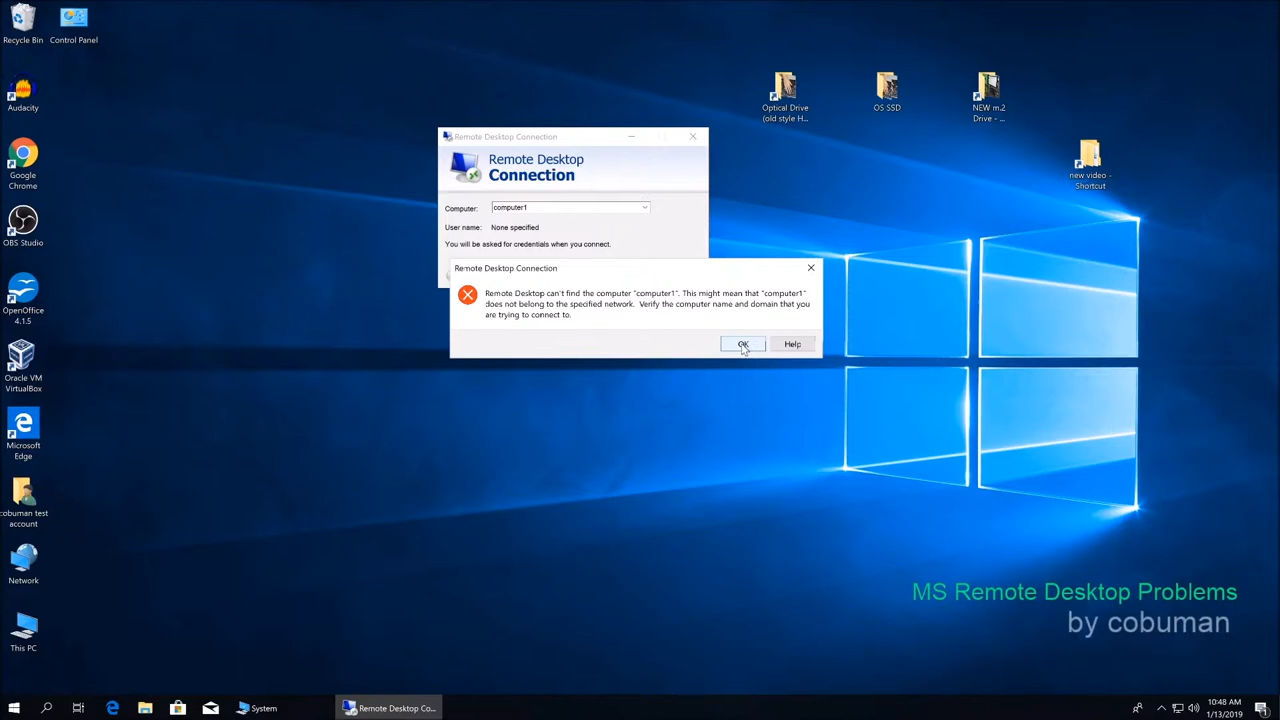 Recycle Bin
Control Panel
Audacity
Google
Chrome
OBS Studio
OpenOffice
4.1.5
Oracle VM
VirtualBox
Microsoft
Edge
cobuman test
account
Network
This PC
Optical Drive
(old style H...
OS SSD
NEW m.2
Drive - ...
new video -
Shortcut
Remote Desktop Connection
Remote Desktop
Connection
Computer:
computer1
User name:
None specified
You will be asked for credentials when you connect.
Remote Desktop Connection
Remote Desktop can't find the computer "computer1". This might mean that "computer1"
does not belong to the specified network. Verify the computer name and domain that you
are trying to connect to.
OK
Help
MS Remote Desktop Problems
by cobuman
System
Remote Desktop Co...
10:48 AM
1/13/2019
1